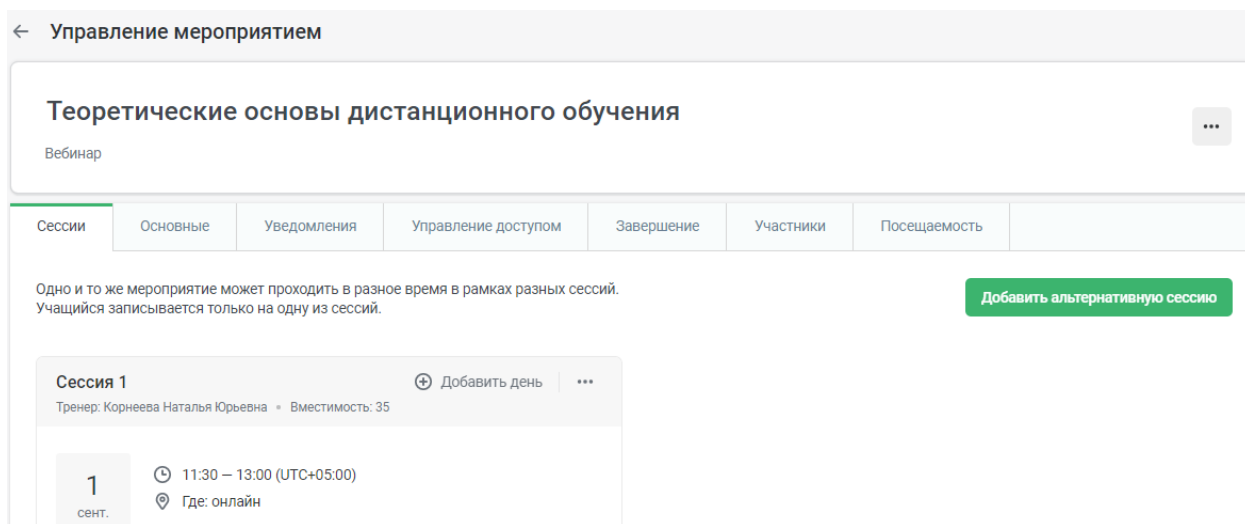 Управление мероприятием
Теоретические основы дистанционного обучения
Вебинар
Сессии Основные Уведомления Управление доступом Завершение Участники Посещаемость
Одно и то же мероприятие может проходить в разное время в рамках разных сессий.
Учащийся записывается только на одну из сессий.
Добавить альтернативную сессию
Сессия 1 Добавить день
Тренер: Корнеева Наталья Юрьевна • Вместимость: 35
1
сент.
11:30 — 13:00 (UTC+05:00)
Где: онлайн